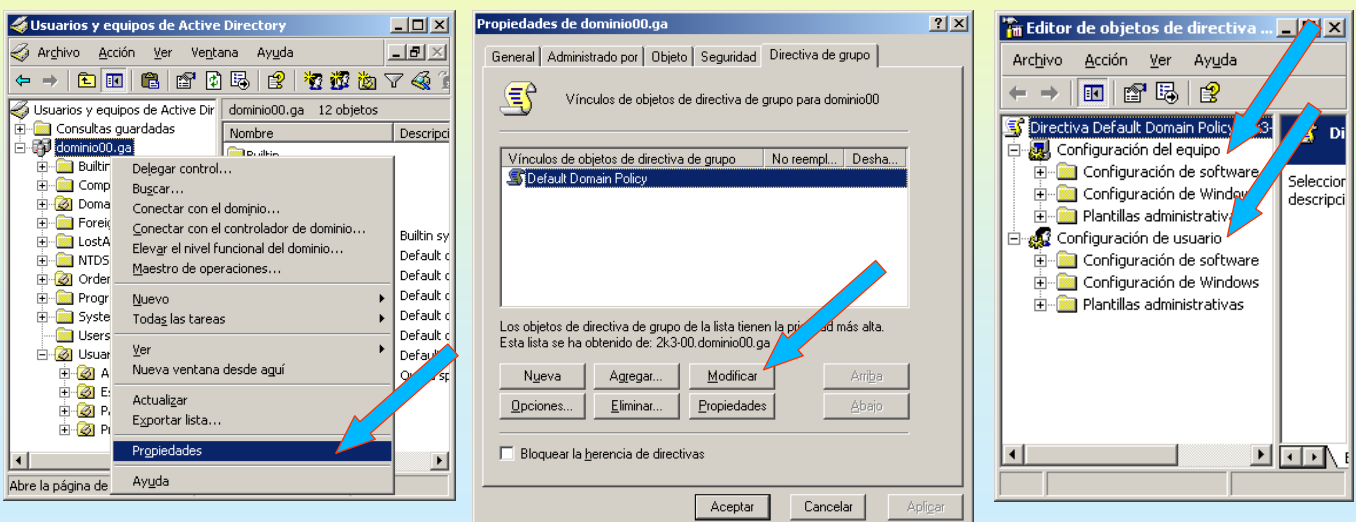 Usuarios y equipos de Active Directory
Archivo Acción Ver Ventana Ayuda
Usuarios y equipos de Active Dir
Consultas guardadas
dominio00.ga
Builtin
Comp
Doma
Foreig
LostA
NTDS
Order
Progr
Syste
Users
Usuar
A
E
P
Pr
dominio00.ga 12 objetos
Nombre Descripci
Builtin
Builtin sy
Default
Default
Default
Default
Default
Default
Delegar control...
Buscar...
Conectar con el dominio...
Conectar con el controlador de dominio...
Elevar el nivel funcional del dominio...
Maestro de operaciones...
Nuevo
Todas las tareas
Ver
Nueva ventana desde aquí
Actualizar
Exportar lista...
Propiedades
Ayuda
Abre la página de
Propiedades de dominio00.ga
General Administrado por Objeto Seguridad Directiva de grupo
Vínculos de objetos de directiva de grupo para dominio00
Vínculos de objetos de directiva de grupo No reempl... Desha...
Default Domain Policy
Los objetos de directiva de grupo de la lista tienen la prioridad más alta.
Esta lista se ha obtenido de: 2k3-00.dominio00.ga
Nueva Agregar... Modificar Arriba
Opciones... Eliminar... Propiedades Abajo
Bloquear la herencia de directivas
Aceptar Cancelar Aplicar
Editor de objetos de directiva ...
Archivo Acción Ver Ayuda
Directiva Default Domain Policy
Configuración del equipo
Configuración de software
Configuración de Windows
Plantillas administrativas
Configuración de usuario
Configuración de software
Configuración de Windows
Plantillas administrativas
Di
Seleccior
descripci